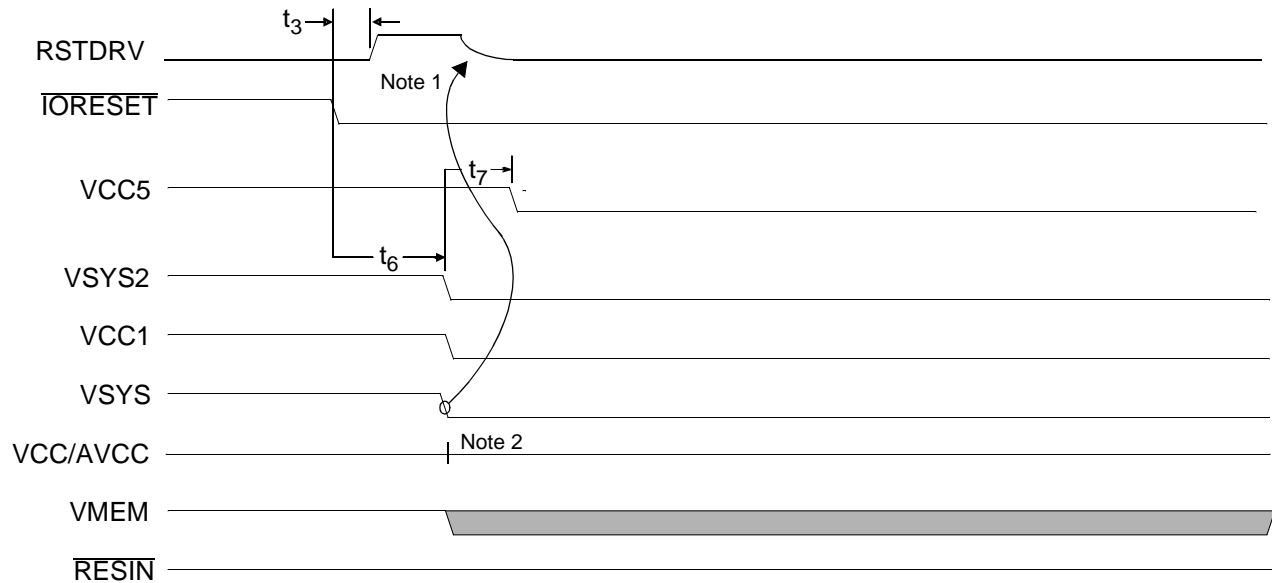 t3
RSTDRV
Note 1
IORESET
t7
VCC5
t6
VSYS2
VCC1
VSYS
Note 2
VCC/AVCC
VMEM
RESIN